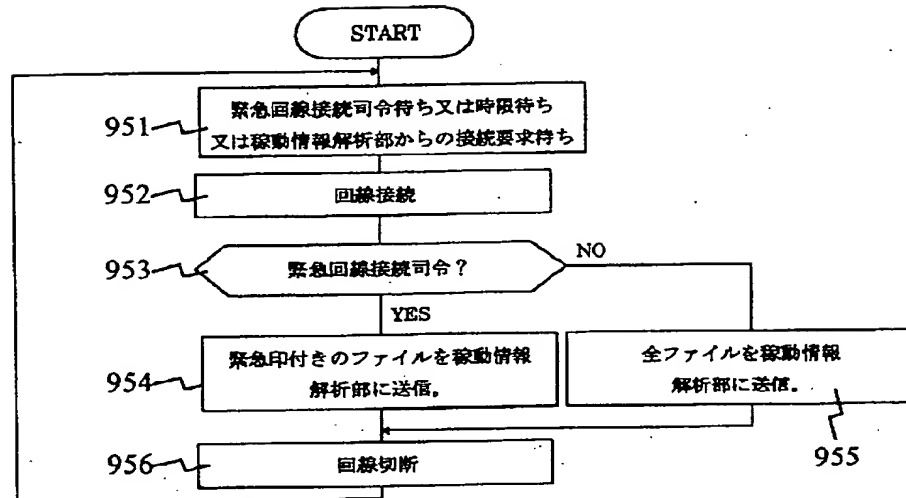 START
951
緊急回線接続司令待ち又は時限待ち
又は稼動情報解析部からの接続要求待ち
952
回線接続
953
緊急回線接続司令?
NO
YES
954
緊急印付きのファイルを稼動情報
解析部に送信。
全ファイルを稼動情報
解析部に送信。
955
956
回線切断